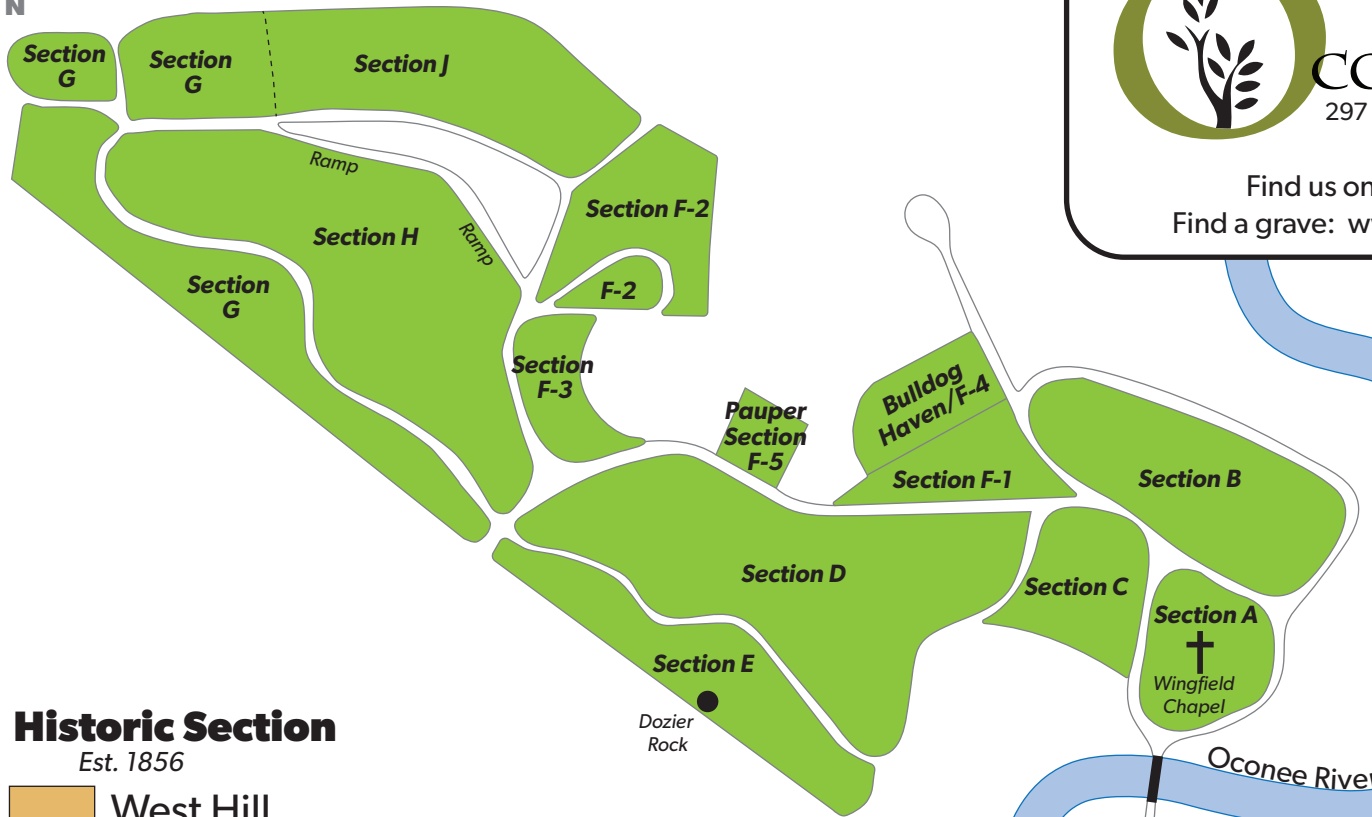 N
Section
G
Section
G
Section J
CO
297
Ramp
Find us on
Section F-2
Find a grave: w
Section H
Ramp
Section
G
F-2
Section
F-3
Bulldog
Haven/F-4
Pauper
Section
F-5
Section F-1
Section B
Section D
Section C
Section A
Wingfield
Chapel
Section E
Dozier
Rock
Historic Section
Est. 1856
Oconee River
West Hill